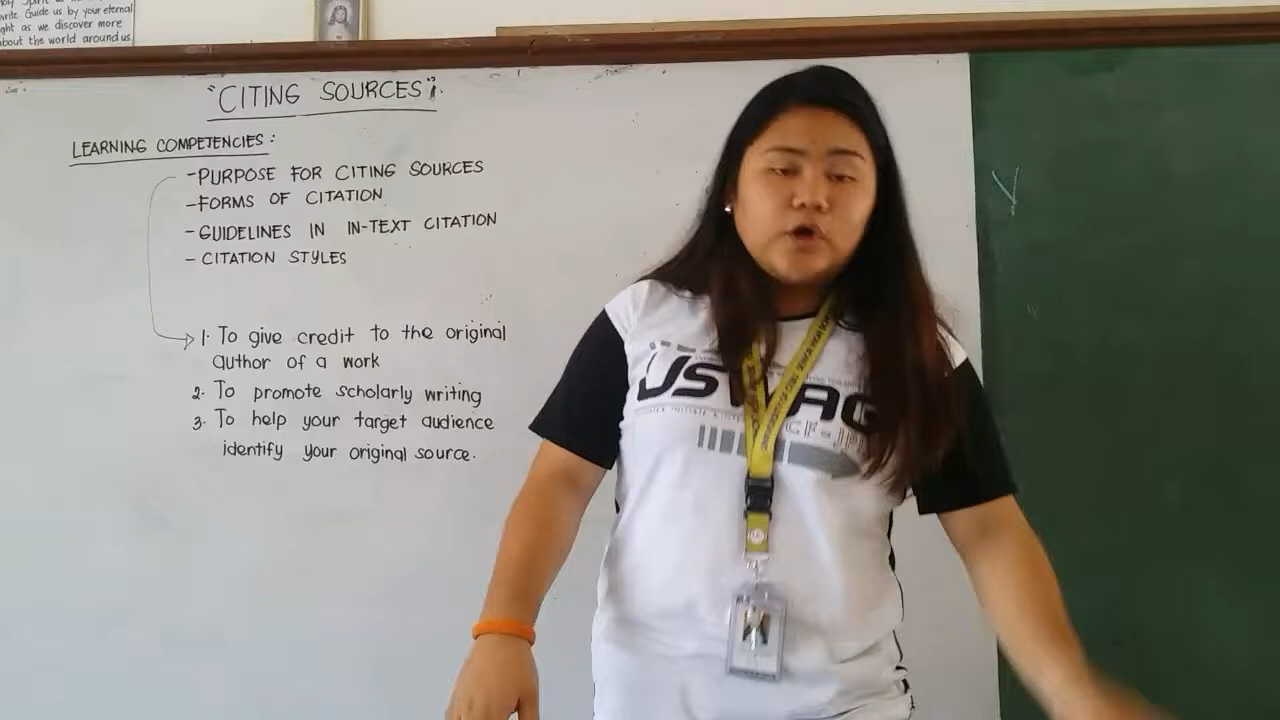 write. Guide us by your eternal
light as we discover more
about the world around us.
"CITING SOURCES":
LEARNING COMPETENCIES:
-PURPOSE FOR CITING SOURCES
-FORMS OF CITATION
-GUIDELINES IN IN-TEXT CITATION
- CITATION STYLES
1. To give credit to the original
author of a work
2. To promote scholarly writing
3. To help your target audience
identify your original source.
USWAG